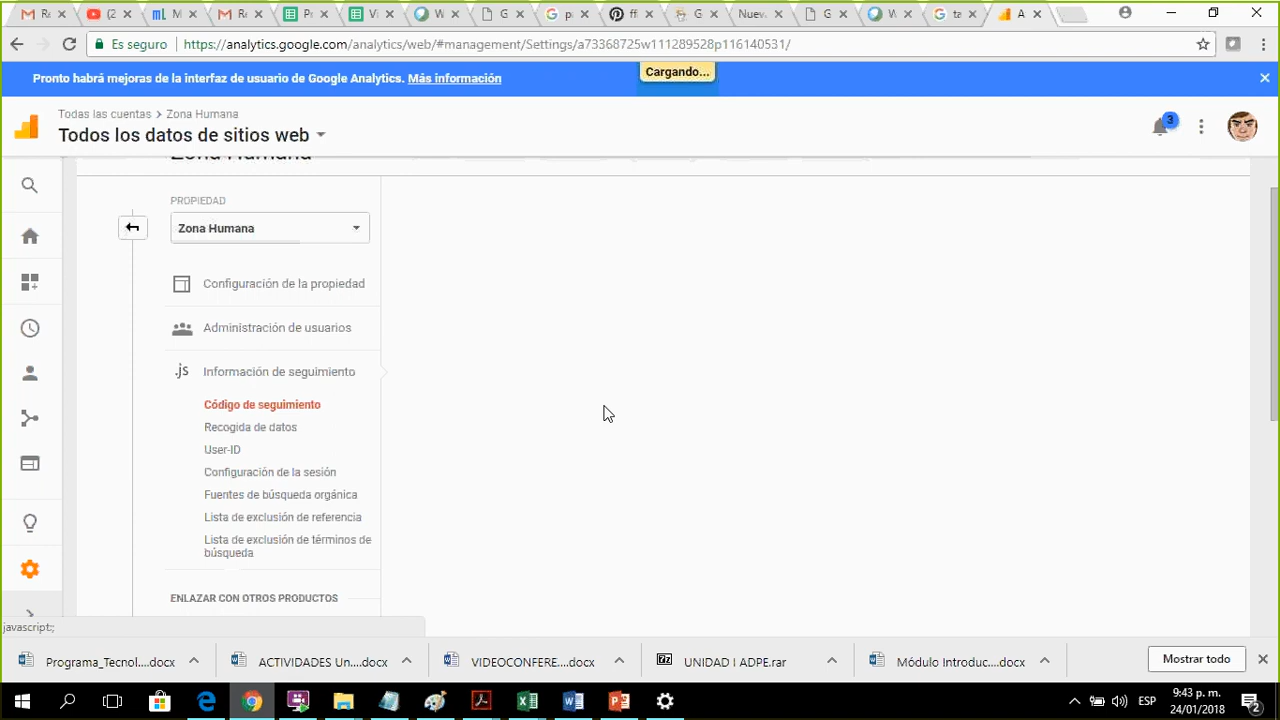 Es seguro
https://analytics.google.com/analytics/web/#management/Settings/a73368725w111289528p116140531/
Pronto habrá mejoras de la interfaz de usuario de Google Analytics. Más información
Cargando...
Todas las cuentas > Zona Humana
Todos los datos de sitios web
3
Zona Humana
PROPIEDAD
Zona Humana
Configuración de la propiedad
Administración de usuarios
.js Información de seguimiento
Código de seguimiento
Recogida de datos
User-ID
Configuración de la sesión
Fuentes de búsqueda orgánica
Lista de exclusión de referencia
Lista de exclusión de términos de
búsqueda
ENLAZAR CON OTROS PRODUCTOS
javascript:;
Programa_Tecnol....docx
ACTIVIDADES Un....docx
VIDEOCONFERE....docx
UNIDAD I ADPE.rar
Módulo Introduc....docx
Mostrar todo
ESP
9:43 p. m.
24/01/2018
2